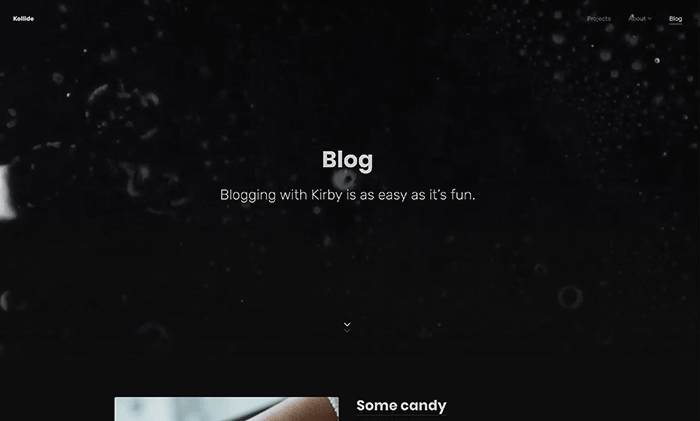 Kollide
Projects
About
Blog
Blog
Blogging with Kirby is as easy as it's fun.
Some candy